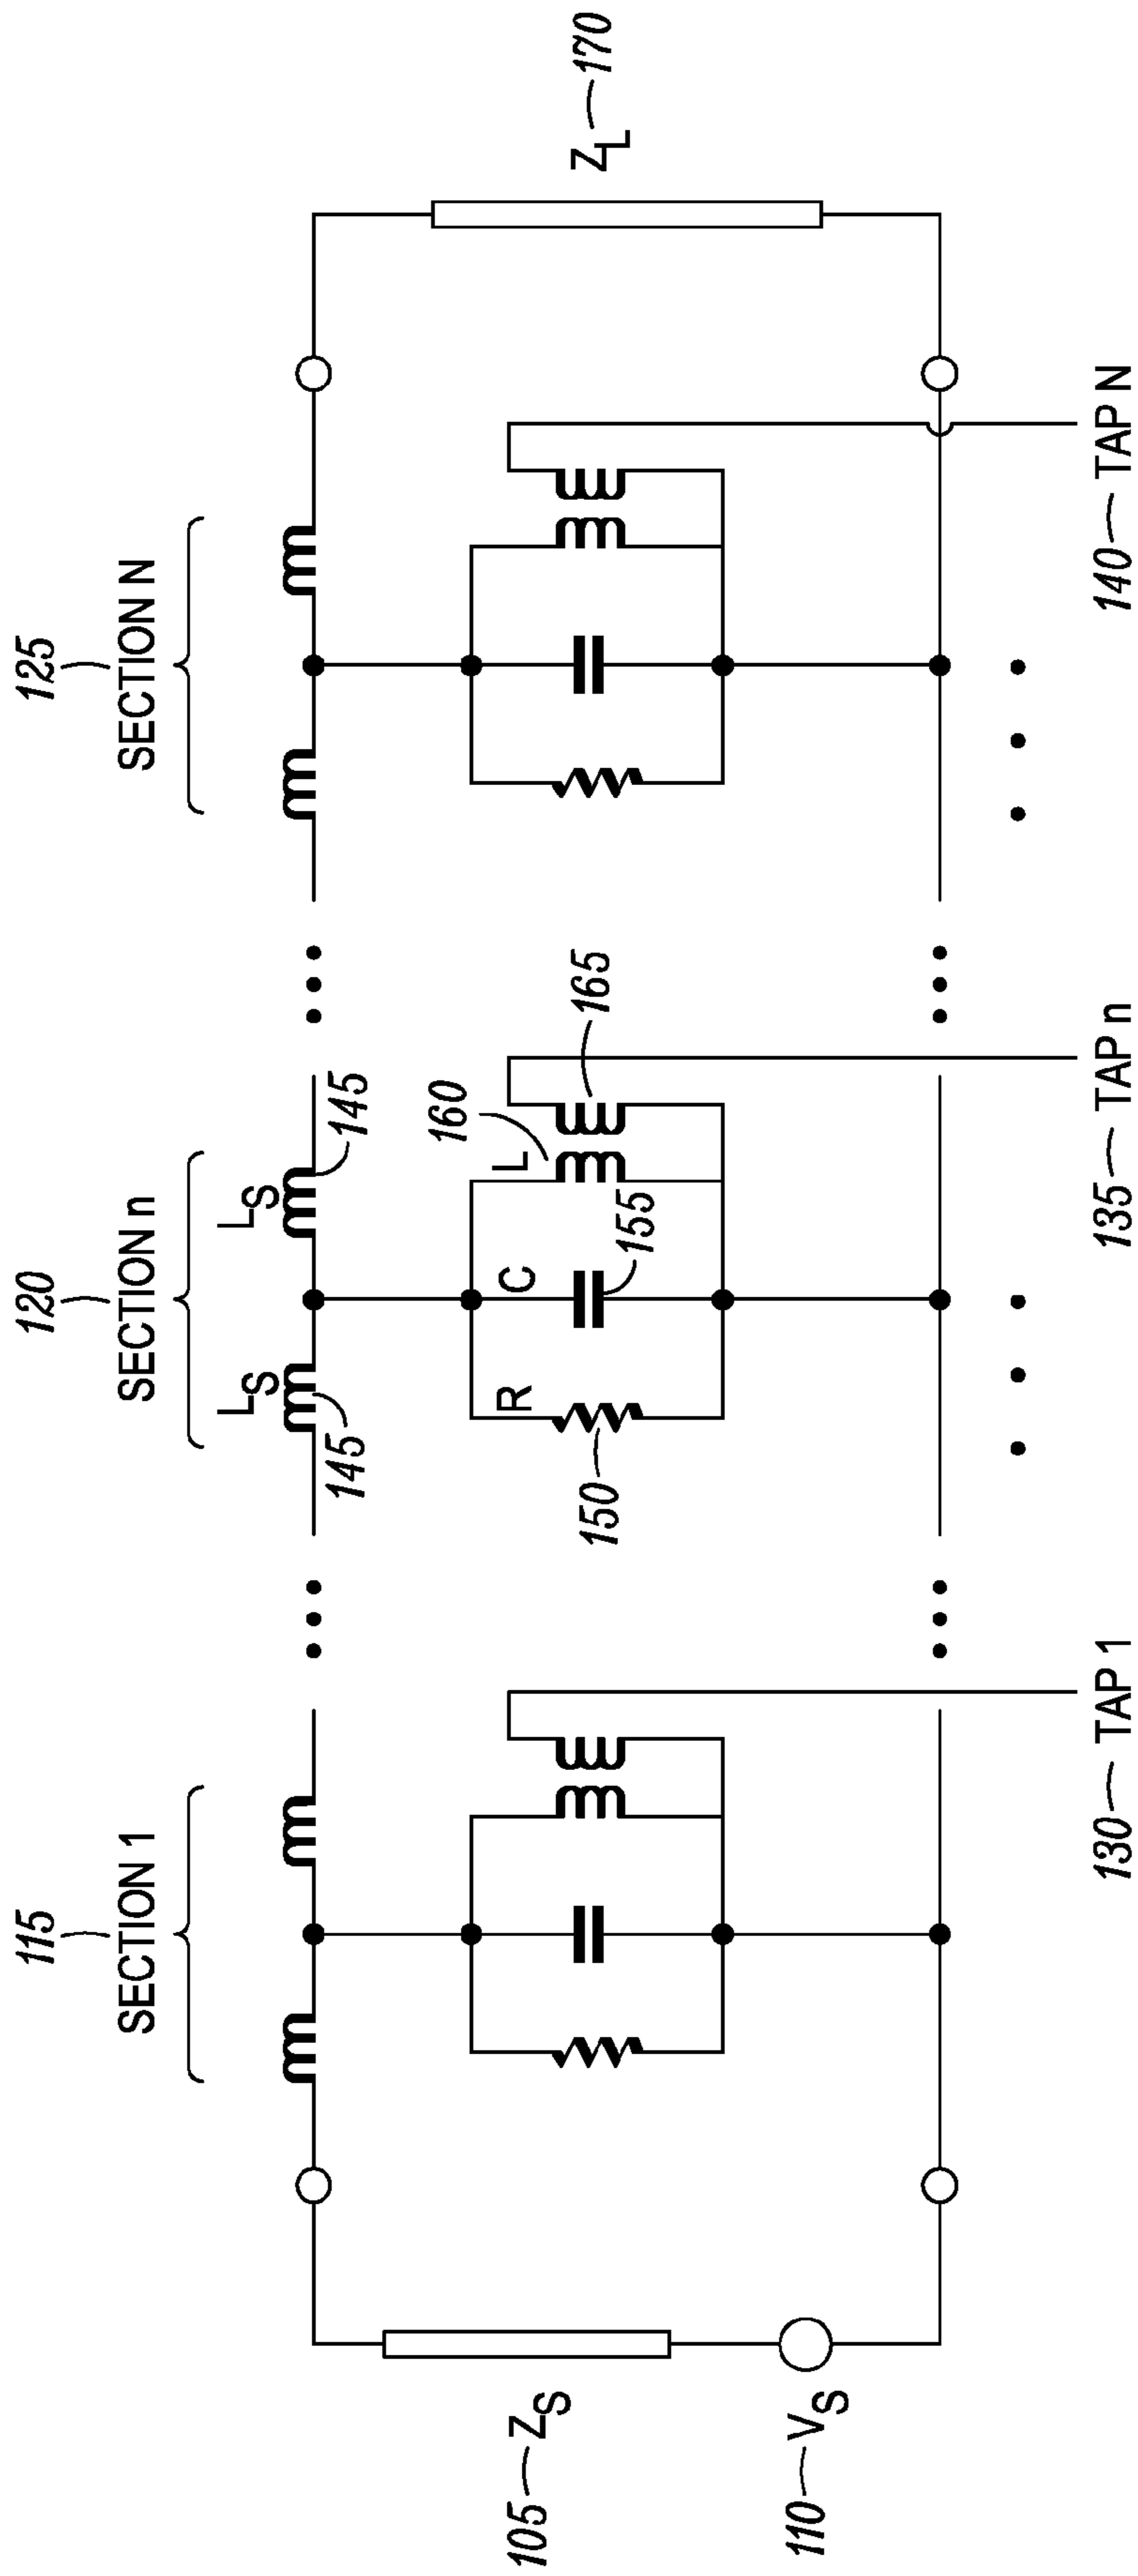 115
SECTION 1
120
SECTION n
125
SECTION N
L_S
L_S
145
145
R
C
L
160
150
155
165
105
Z_S
110
V_S
Z_L
170
130
TAP 1
135
TAP n
140
TAP N